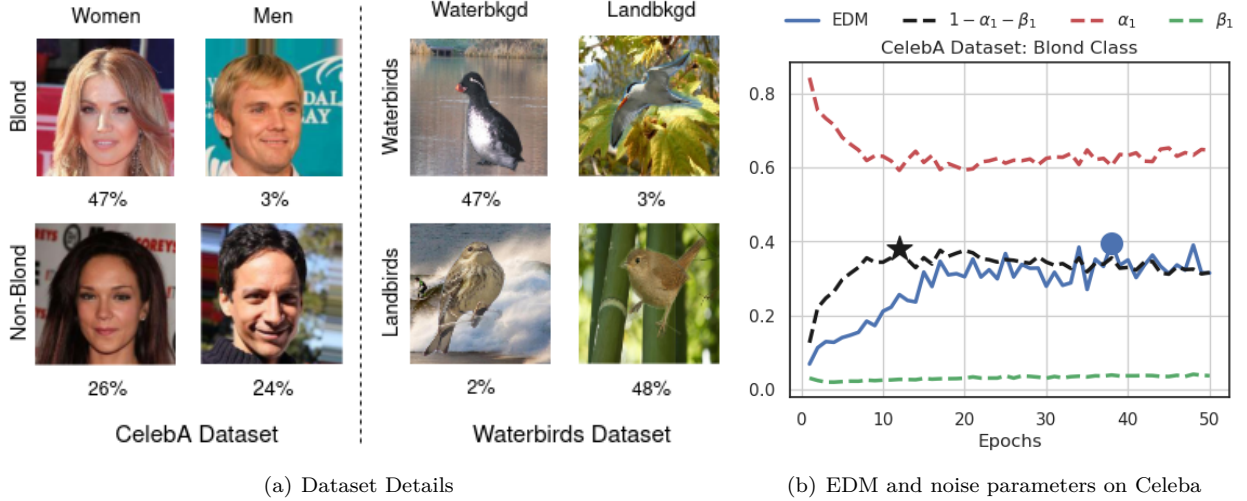 Women Men
Blond
47% 3%
Non-Blond
26% 24%
CelebA Dataset
Waterbkgd Landbkgd
Waterbirds
47% 3%
Landbirds
2% 48%
Waterbirds Dataset
(a) Dataset Details
EDM 1 − α₁ − β₁ α₁ β₁
CelebA Dataset: Blond Class
0.8
0.6
0.4
0.2
0.0
0 10 20 30 40 50
Epochs
(b) EDM and noise parameters on Celeba